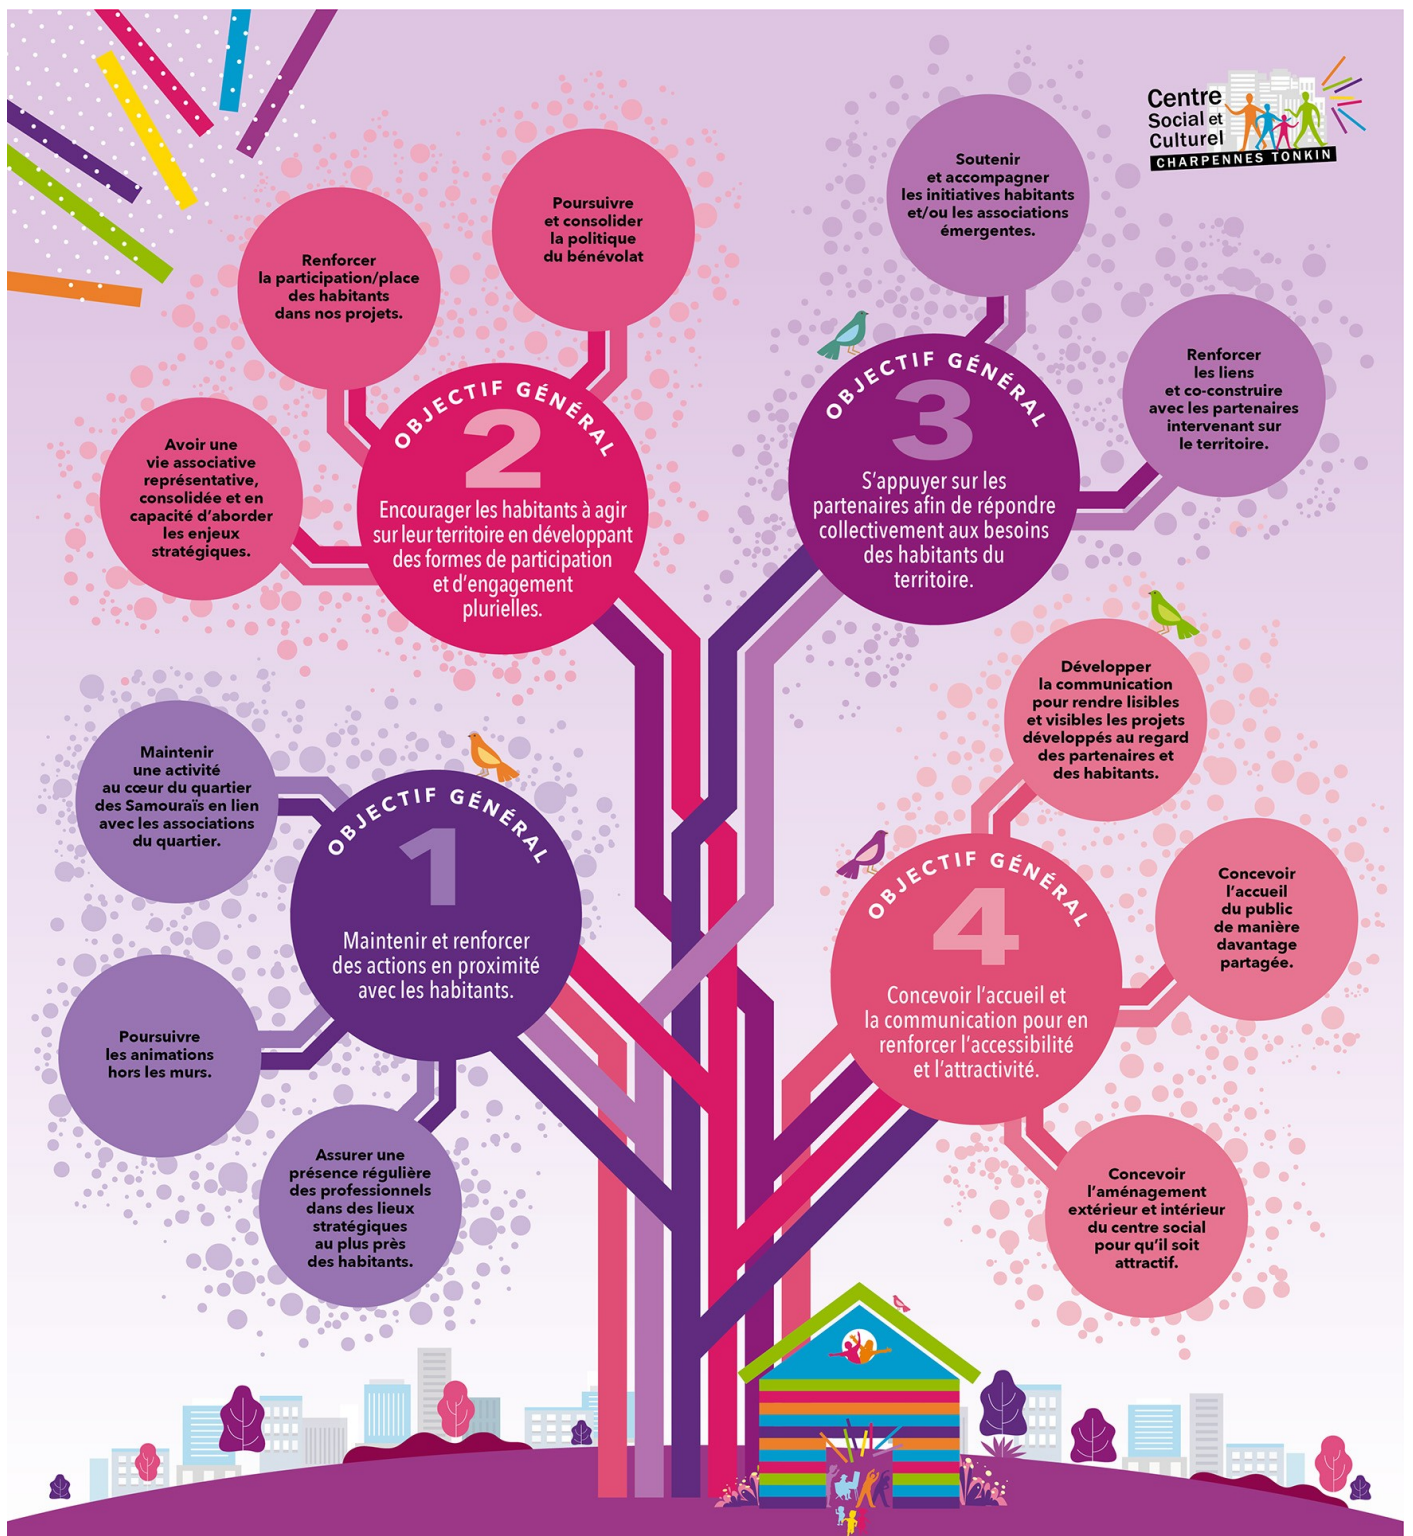 Centre
Social et
Culturel
CHARPENNES TONKIN
Poursuivre
et consolider
la politique
du bénévolat
Renforcer
la participation/place
des habitants
dans nos projets.
Avoir une
vie associative
représentative,
consolidée et en
capacité d'aborder
les enjeux
stratégiques.
OBJECTIF GÉNÉRAL
2
Encourager les habitants à agir
sur leur territoire en développant
des formes de participation
et d'engagement
plurielles.
Soutenir
et accompagner
les initiatives habitants
et/ou les associations
émergentes.
Renforcer
les liens
et co-construire
avec les partenaires
intervenant sur
le territoire.
OBJECTIF GÉNÉRAL
3
S'appuyer sur les
partenaires afin de répondre
collectivement aux besoins
des habitants du
territoire.
Maintenir
une activité
au cœur du quartier
des Samouraïs en lien
avec les associations
du quartier.
OBJECTIF GÉNÉRAL
1
Maintenir et renforcer
des actions en proximité
avec les habitants.
Poursuivre
les animations
hors les murs.
Assurer une
présence régulière
des professionnels
dans des lieux
stratégiques
au plus près
des habitants.
Développer
la communication
pour rendre lisibles
et visibles les projets
développés au regard
des partenaires et
des habitants.
OBJECTIF GÉNÉRAL
4
Concevoir l'accueil et
la communication pour en
renforcer l'accessibilité
et l'attractivité.
Concevoir
l'accueil
du public
de manière
davantage
partagée.
Concevoir
l'aménagement
extérieur et intérieur
du centre social
pour qu'il soit
attractif.